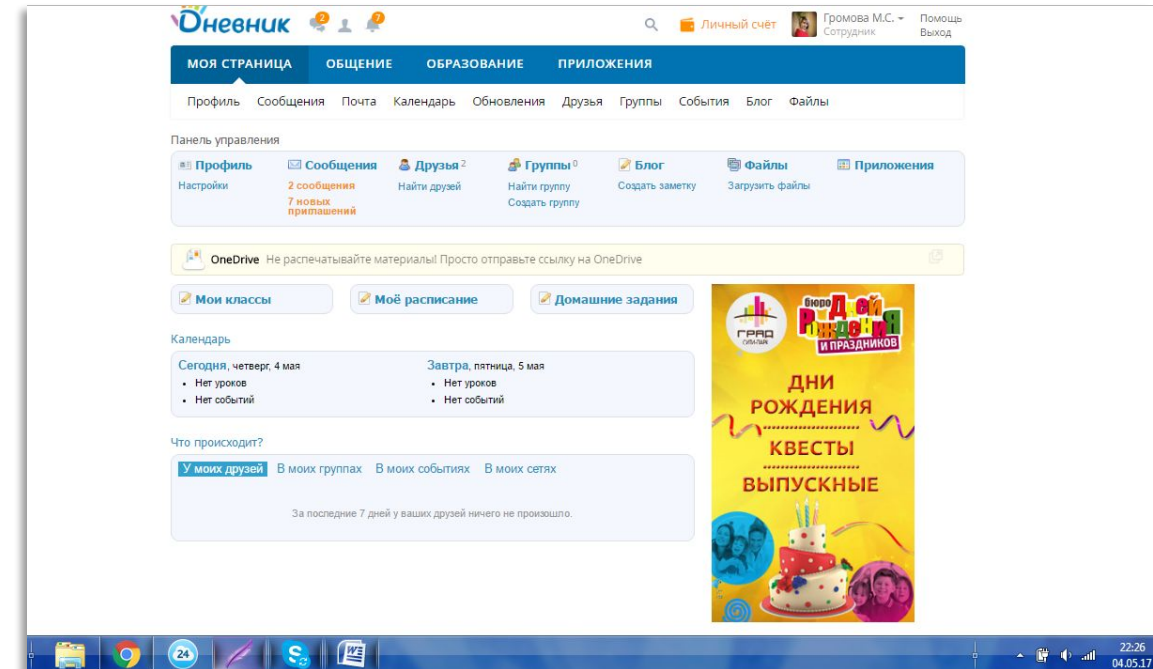 Дневник 2 7 Личный счёт Громова М.С. Помощь
Сотрудник Выход
МОЯ СТРАНИЦА ОБЩЕНИЕ ОБРАЗОВАНИЕ ПРИЛОЖЕНИЯ
Профиль Сообщения Почта Календарь Обновления Друзья Группы События Блог Файлы
Панель управления
Профиль Сообщения Друзья 2 Группы 0 Блог Файлы Приложения
Настройки 2 сообщения Найти друзей Найти группу Создать заметку Загрузить файлы
7 новых Создать группу
приглашений
OneDrive Не распечатывайте материалы! Просто отправьте ссылку на OneDrive
Мои классы Моё расписание Домашние задания
Календарь
Сегодня, четверг, 4 мая Завтра, пятница, 5 мая
• Нет уроков • Нет уроков
• Нет событий • Нет событий
Что происходит?
У моих друзей В моих группах В моих событиях В моих сетях
За последние 7 дней у ваших друзей ничего не произошло.
ГРАД
СИТИ-ПАРК
бюро Дней
Рождения
И ПРАЗДНИКОВ
ДНИ
РОЖДЕНИЯ
КВЕСТЫ
ВЫПУСКНЫЕ
24
22:26
04.05.17